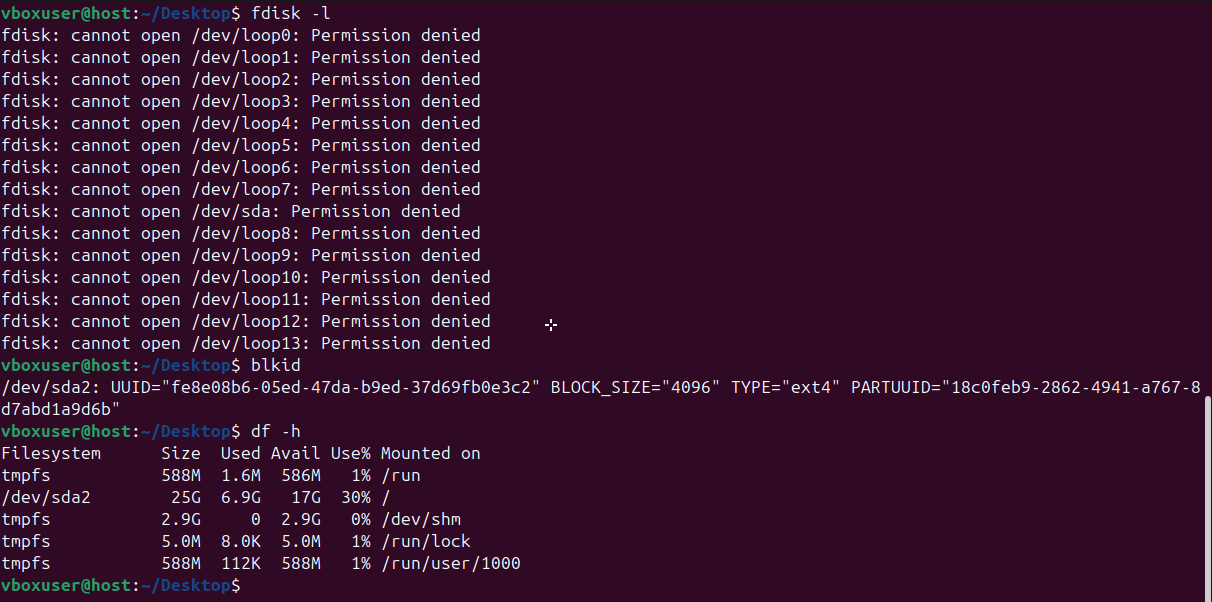 vboxuser@host:~/Desktop$ fdisk -l
fdisk: cannot open /dev/loop0: Permission denied
fdisk: cannot open /dev/loop1: Permission denied
fdisk: cannot open /dev/loop2: Permission denied
fdisk: cannot open /dev/loop3: Permission denied
fdisk: cannot open /dev/loop4: Permission denied
fdisk: cannot open /dev/loop5: Permission denied
fdisk: cannot open /dev/loop6: Permission denied
fdisk: cannot open /dev/loop7: Permission denied
fdisk: cannot open /dev/sda: Permission denied
fdisk: cannot open /dev/loop8: Permission denied
fdisk: cannot open /dev/loop9: Permission denied
fdisk: cannot open /dev/loop10: Permission denied
fdisk: cannot open /dev/loop11: Permission denied
fdisk: cannot open /dev/loop12: Permission denied
fdisk: cannot open /dev/loop13: Permission denied
vboxuser@host:~/Desktop$ blkid
/dev/sda2: UUID="fe8e08b6-05ed-47da-b9ed-37d69fb0e3c2" BLOCK_SIZE="4096" TYPE="ext4" PARTUUID="18c0feb9-2862-4941-a767-8
d7abd1a9d6b"
vboxuser@host:~/Desktop$ df -h
Filesystem      Size  Used Avail Use% Mounted on
tmpfs           588M  1.6M  586M   1% /run
/dev/sda2        25G  6.9G   17G  30% /
tmpfs           2.9G     0  2.9G   0% /dev/shm
tmpfs           5.0M  8.0K  5.0M   1% /run/lock
tmpfs           588M  112K  588M   1% /run/user/1000
vboxuser@host:~/Desktop$